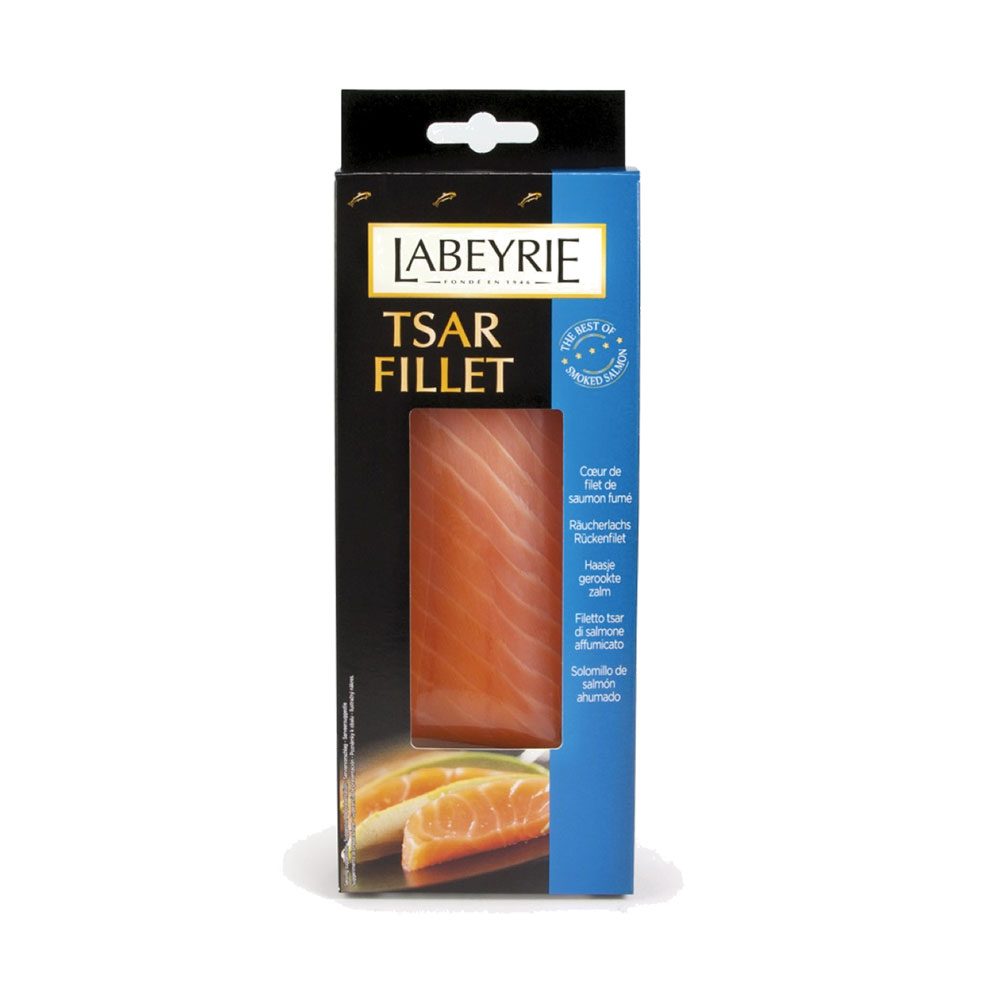 LABEYRIE
FONDÉ EN 1946
TSAR
FILLET
THE BEST OF
SMOKED SALMON
Cœur de
filet de
saumon fumé
Räucherlachs
Rückenfilet
Haasje
gerookte
zalm
Filetto tsar
di salmone
affumicato
Solomillo de
salmón
ahumado